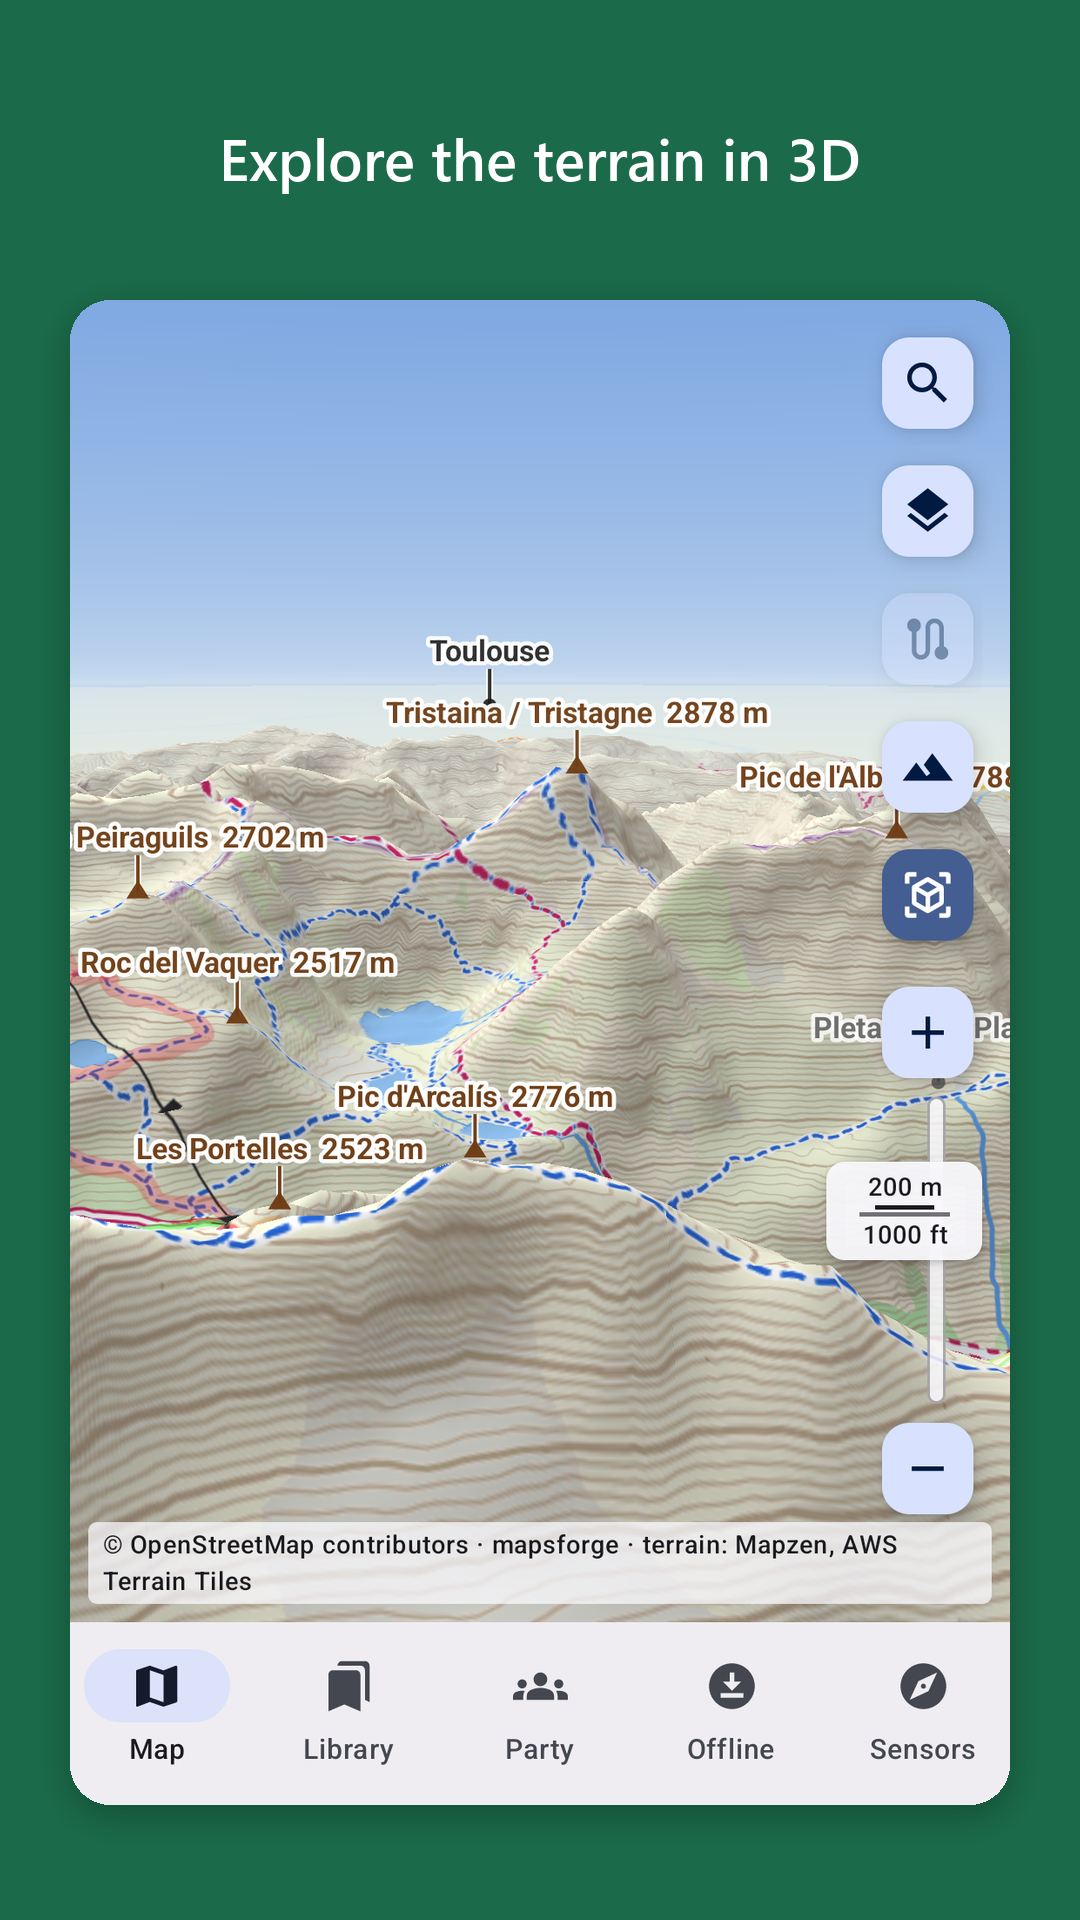 Explore the terrain in 3D
Toulouse
Tristaina / Tristagne 2878 m
Pic de l'Alb 788
Peiraguils 2702 m
Roc del Vaquer 2517 m
Pleta Pla
Pic d'Arcalís 2776 m
Les Portelles 2523 m
200 m
1000 ft
© OpenStreetMap contributors · mapsforge · terrain: Mapzen, AWS
Terrain Tiles
Map Library Party Offline Sensors